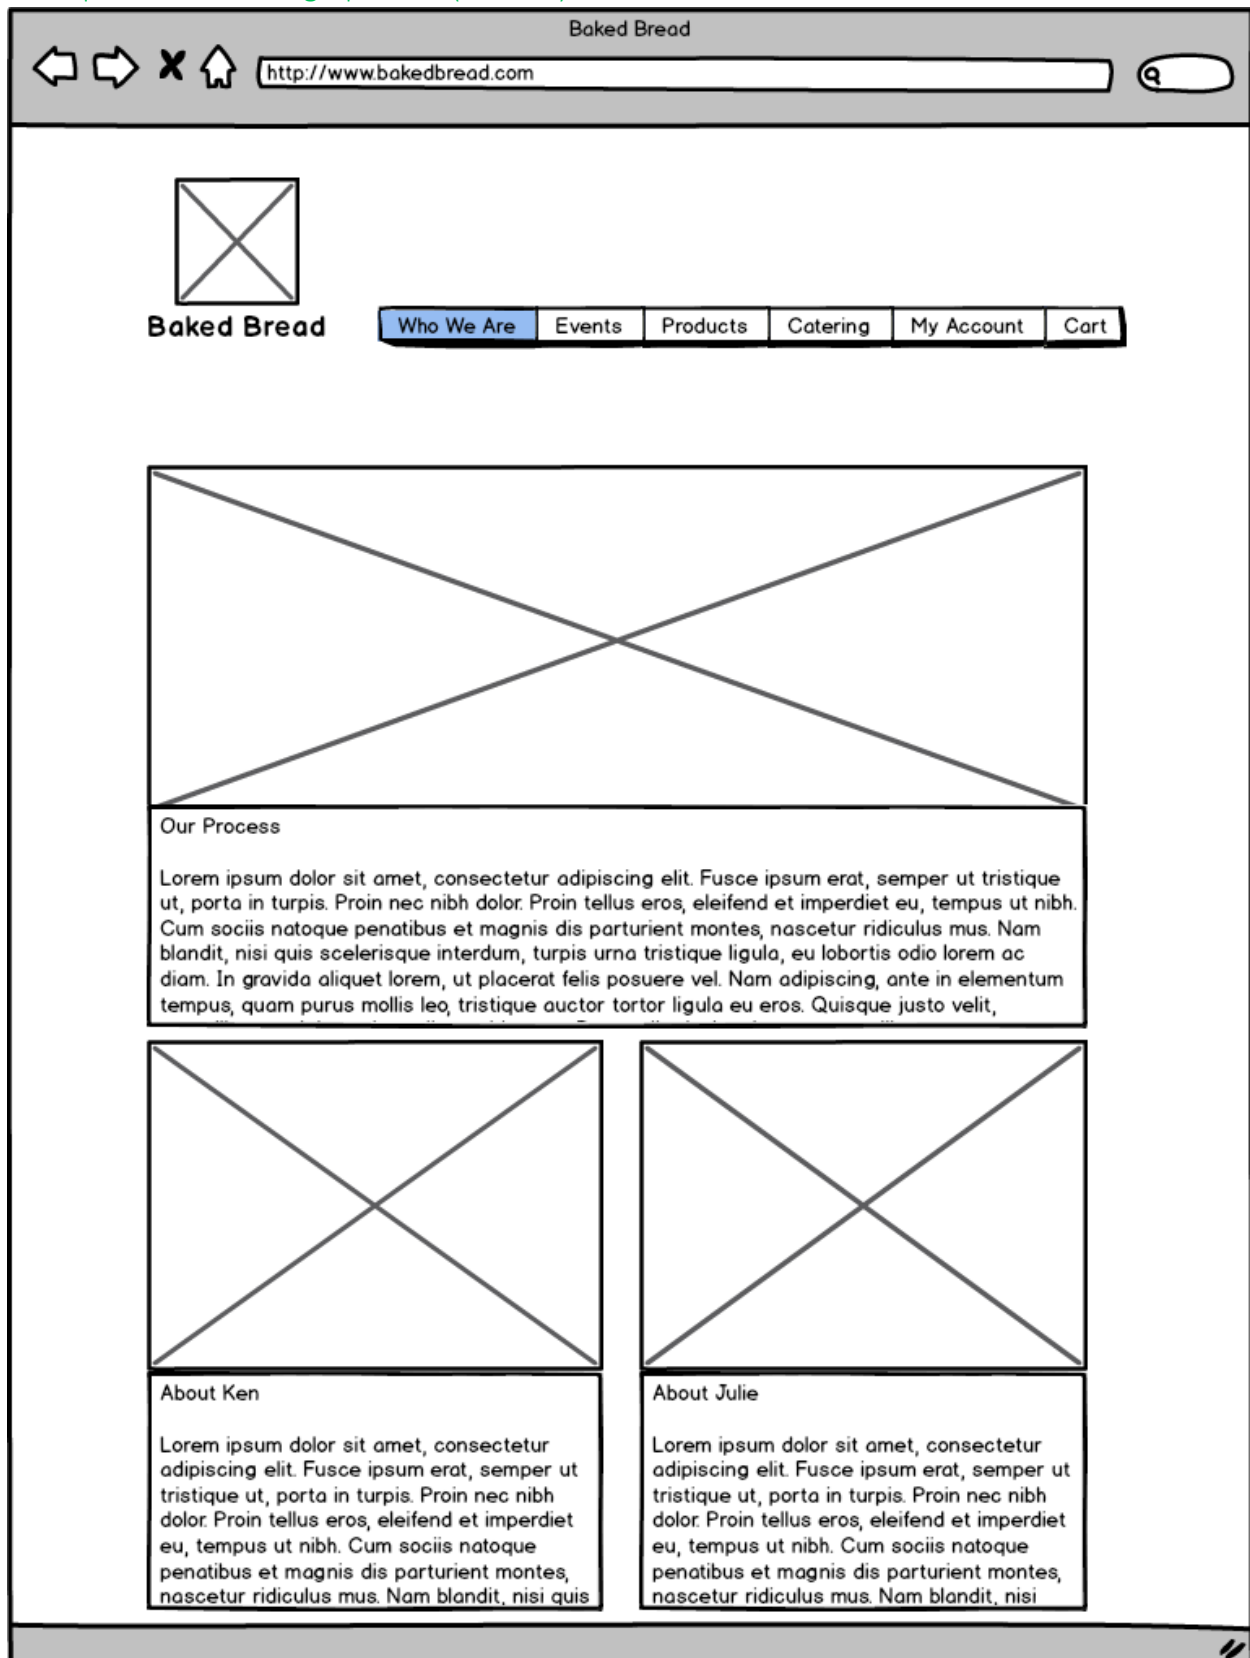 Baked Bread
http://www.bakedbread.com
Baked Bread
Who We Are Events Products Catering My Account Cart
Our Process
Lorem ipsum dolor sit amet, consectetur adipiscing elit. Fusce ipsum erat, semper ut tristique
ut, porta in turpis. Proin nec nibh dolor. Proin tellus eros, eleifend et imperdiet eu, tempus ut nibh.
Cum sociis natoque penatibus et magnis dis parturient montes, nascetur ridiculus mus. Nam
blandit, nisi quis scelerisque interdum, turpis urna tristique ligula, eu lobortis odio lorem ac
diam. In gravida aliquet lorem, ut placerat felis posuere vel. Nam adipiscing, ante in elementum
tempus, quam purus mollis leo, tristique auctor tortor ligula eu eros. Quisque justo velit,
About Ken
Lorem ipsum dolor sit amet, consectetur
adipiscing elit. Fusce ipsum erat, semper ut
tristique ut, porta in turpis. Proin nec nibh
dolor. Proin tellus eros, eleifend et imperdiet
eu, tempus ut nibh. Cum sociis natoque
penatibus et magnis dis parturient montes,
nascetur ridiculus mus. Nam blandit, nisi quis
About Julie
Lorem ipsum dolor sit amet, consectetur
adipiscing elit. Fusce ipsum erat, semper ut
tristique ut, porta in turpis. Proin nec nibh
dolor. Proin tellus eros, eleifend et imperdiet
eu, tempus ut nibh. Cum sociis natoque
penatibus et magnis dis parturient montes,
nascetur ridiculus mus. Nam blandit, nisi